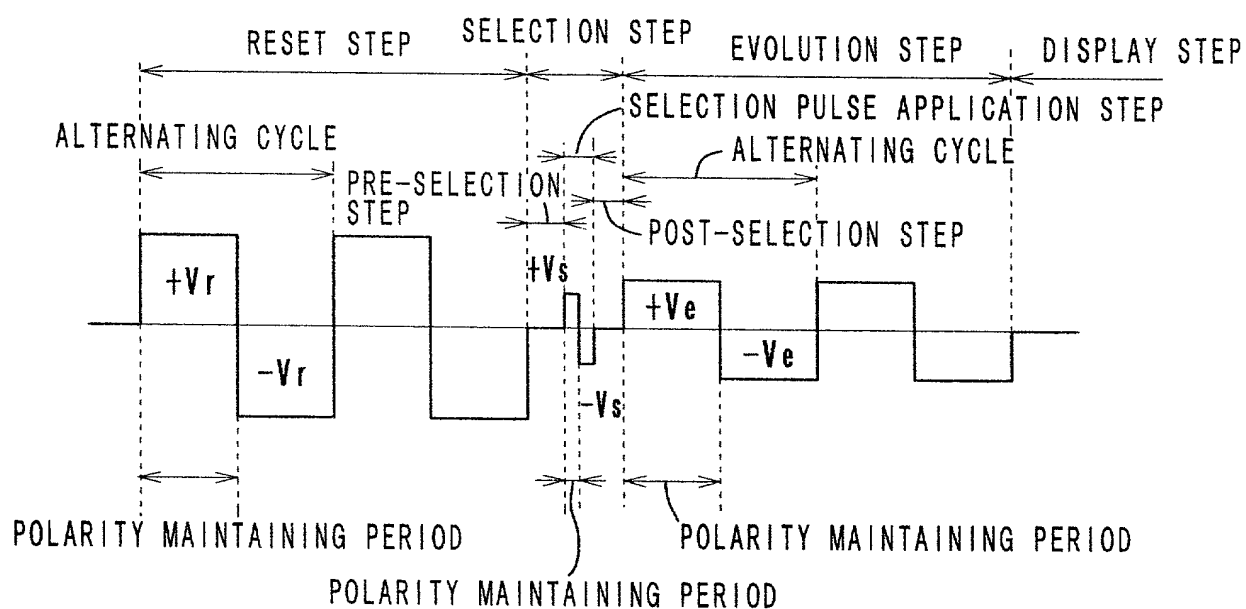 RESET STEP
SELECTION STEP
EVOLUTION STEP
DISPLAY STEP
SELECTION PULSE APPLICATION STEP
ALTERNATING CYCLE
ALTERNATING CYCLE
PRE-SELECTION
STEP
POST-SELECTION STEP
+Vr
-Vr
+Vs
-Vs
+Ve
-Ve
POLARITY MAINTAINING PERIOD
POLARITY MAINTAINING PERIOD
POLARITY MAINTAINING PERIOD